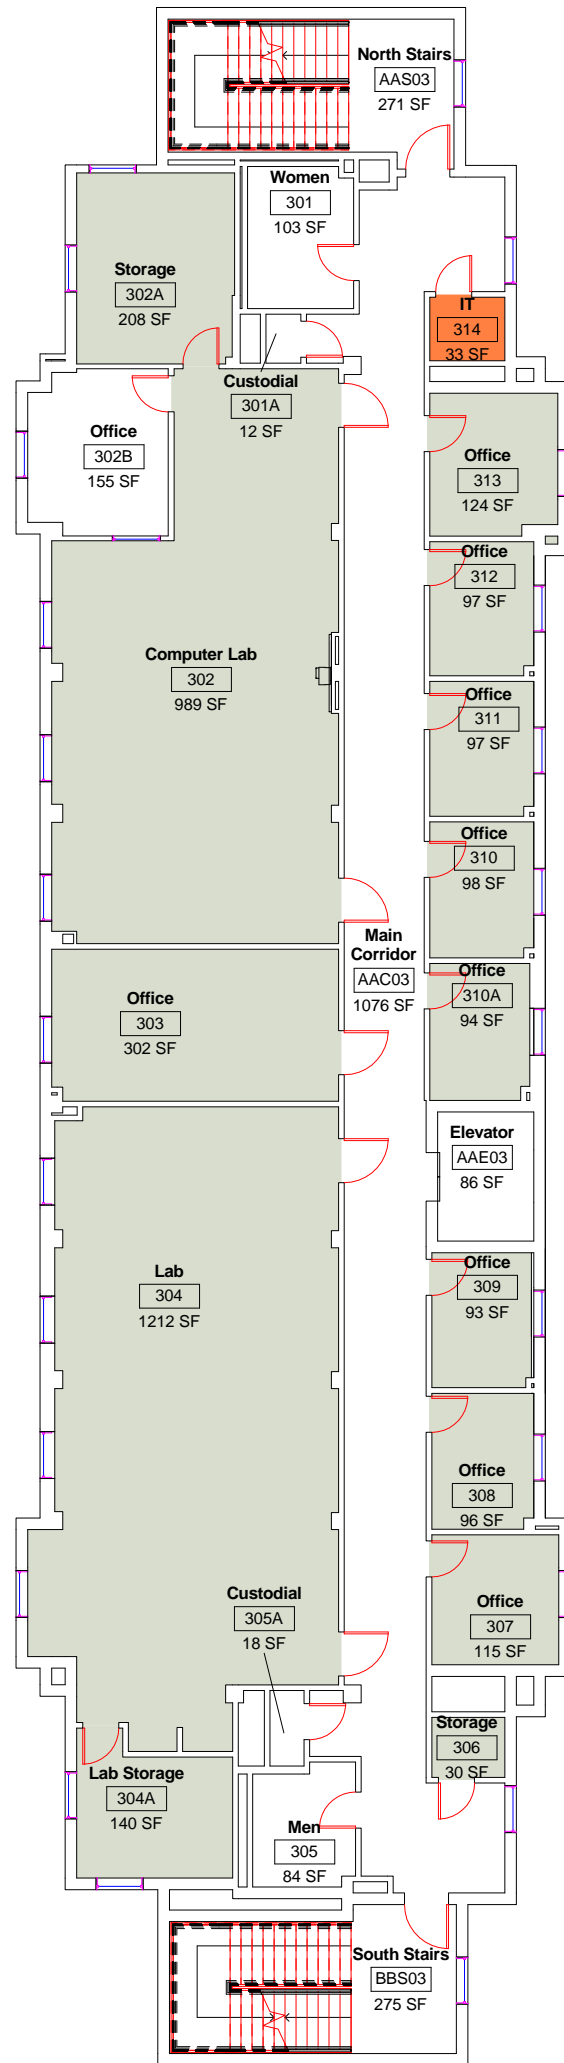 North Stairs
AAS03
271 SF
Women
301
103 SF
Storage
302A
208 SF
IT
314
33 SF
Custodial
301A
12 SF
Office
302B
155 SF
Office
313
124 SF
Office
312
97 SF
Computer Lab
302
989 SF
Office
311
97 SF
Office
310
98 SF
Main
Corridor
AAC03
1076 SF
Office
310A
94 SF
Office
303
302 SF
Elevator
AAE03
86 SF
Lab
304
1212 SF
Office
309
93 SF
Office
308
96 SF
Custodial
305A
18 SF
Office
307
115 SF
Storage
306
30 SF
Lab Storage
304A
140 SF
Men
305
84 SF
South Stairs
BBS03
275 SF